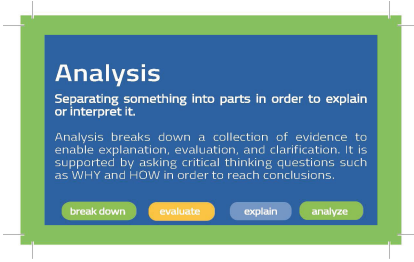 Analysis
Separating something into parts in order to explain
or interpret it.
Analysis breaks down a collection of evidence to
enable explanation, evaluation, and clarification. It is
supported by asking critical thinking questions such
as WHY and HOW in order to reach conclusions.
break down evaluate explain analyze